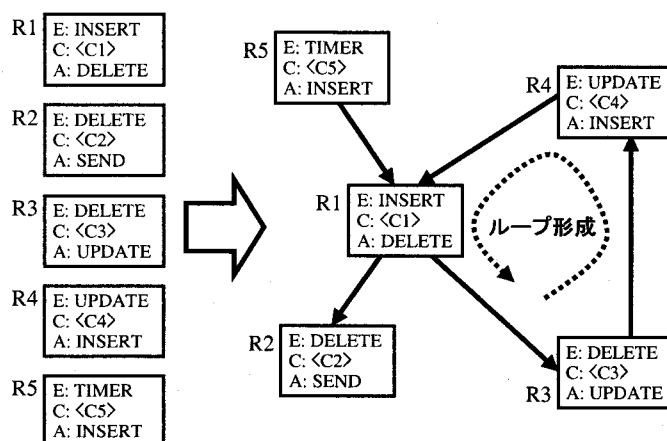 R1
E: INSERT
C: <C1>
A: DELETE
R2
E: DELETE
C: <C2>
A: SEND
R3
E: DELETE
C: <C3>
A: UPDATE
R4
E: UPDATE
C: <C4>
A: INSERT
R5
E: TIMER
C: <C5>
A: INSERT
R5
E: TIMER
C: <C5>
A: INSERT
R4
E: UPDATE
C: <C4>
A: INSERT
R1
E: INSERT
C: <C1>
A: DELETE
ループ形成
R2
E: DELETE
C: <C2>
A: SEND
R3
E: DELETE
C: <C3>
A: UPDATE